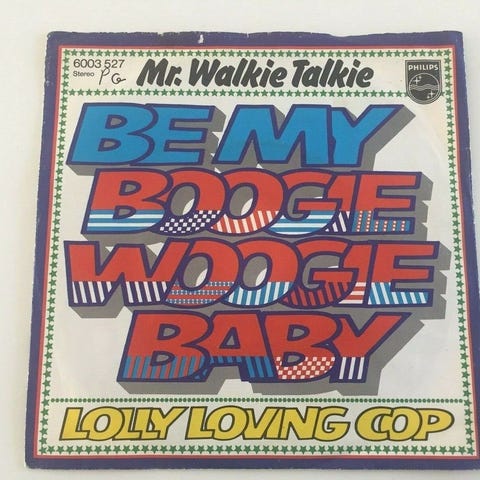 6003 527
Stereo
PG
Mr. Walkie Talkie
PHILIPS
BE MY
BOOGIE
WOOGIE
BABY
LOLLY LOVING COP